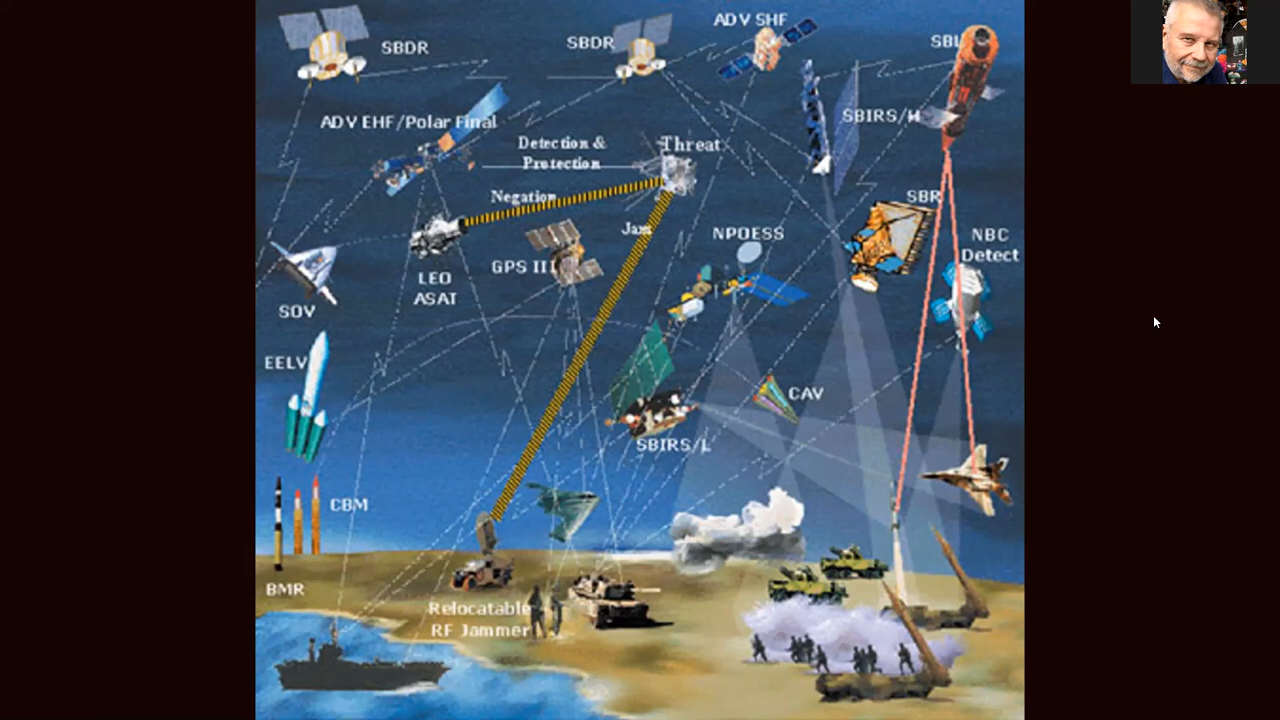 ADV SHF
SBDR
SBDR
SBL
ADV EHF/Polar Final
SBIRS/H
Detection &
Protection
Threat
Negation
SBR
Jam
NPOESS
NBC
Detect
GPS III
LEO
ASAT
SOV
EELV
CAV
SBIRS/L
CBM
BMR
Relocatable
RF Jammer